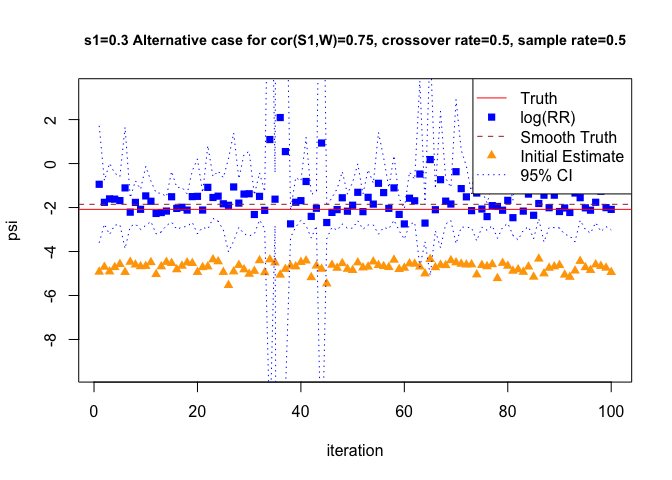 s1=0.3 Alternative case for cor(S1,W)=0.75, crossover rate=0.5, sample rate=0.5
Truth
log(RR)
Smooth Truth
Initial Estimate
95% CI
psi
2
0
-2
-4
-6
-8
0 20 40 60 80 100
iteration